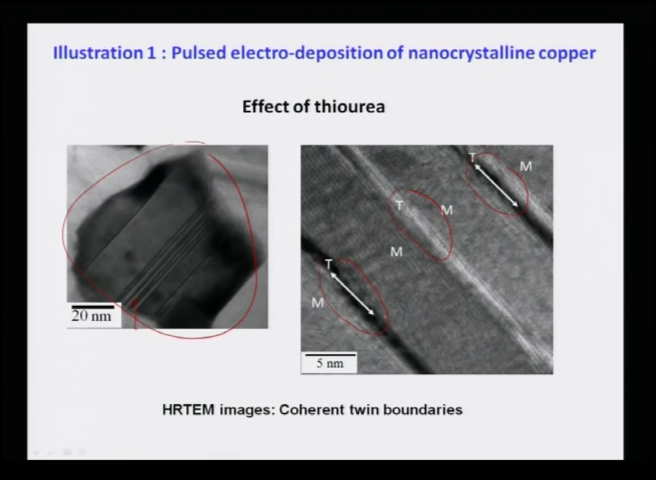 Illustration 1 : Pulsed electro-deposition of nanocrystalline copper
Effect of thiourea
20 nm
T
M
T
M
M
T
M
5 nm
HRTEM images: Coherent twin boundaries